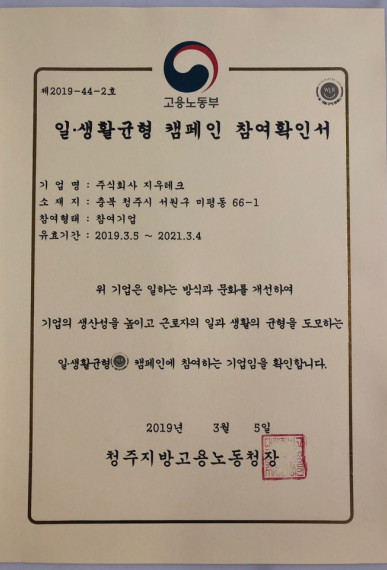 제2019-44-2호
고용노동부
일·생활균형 캠페인 참여확인서
기 업 명 : 주식회사 지우테크
소 재 지 : 충북 청주시 서원구 미평동 66-1
참여형태 : 참여기업
유효기간 : 2019.3.5 ~ 2021.3.4
위 기업은 일하는 방식과 문화를 개선하여
기업의 생산성을 높이고 근로자의 일과 생활의 균형을 도모하는
일·생활균형( ) 캠페인에 참여하는 기업임을 확인합니다.
2019년 3월 5일
청주지방고용노동청장